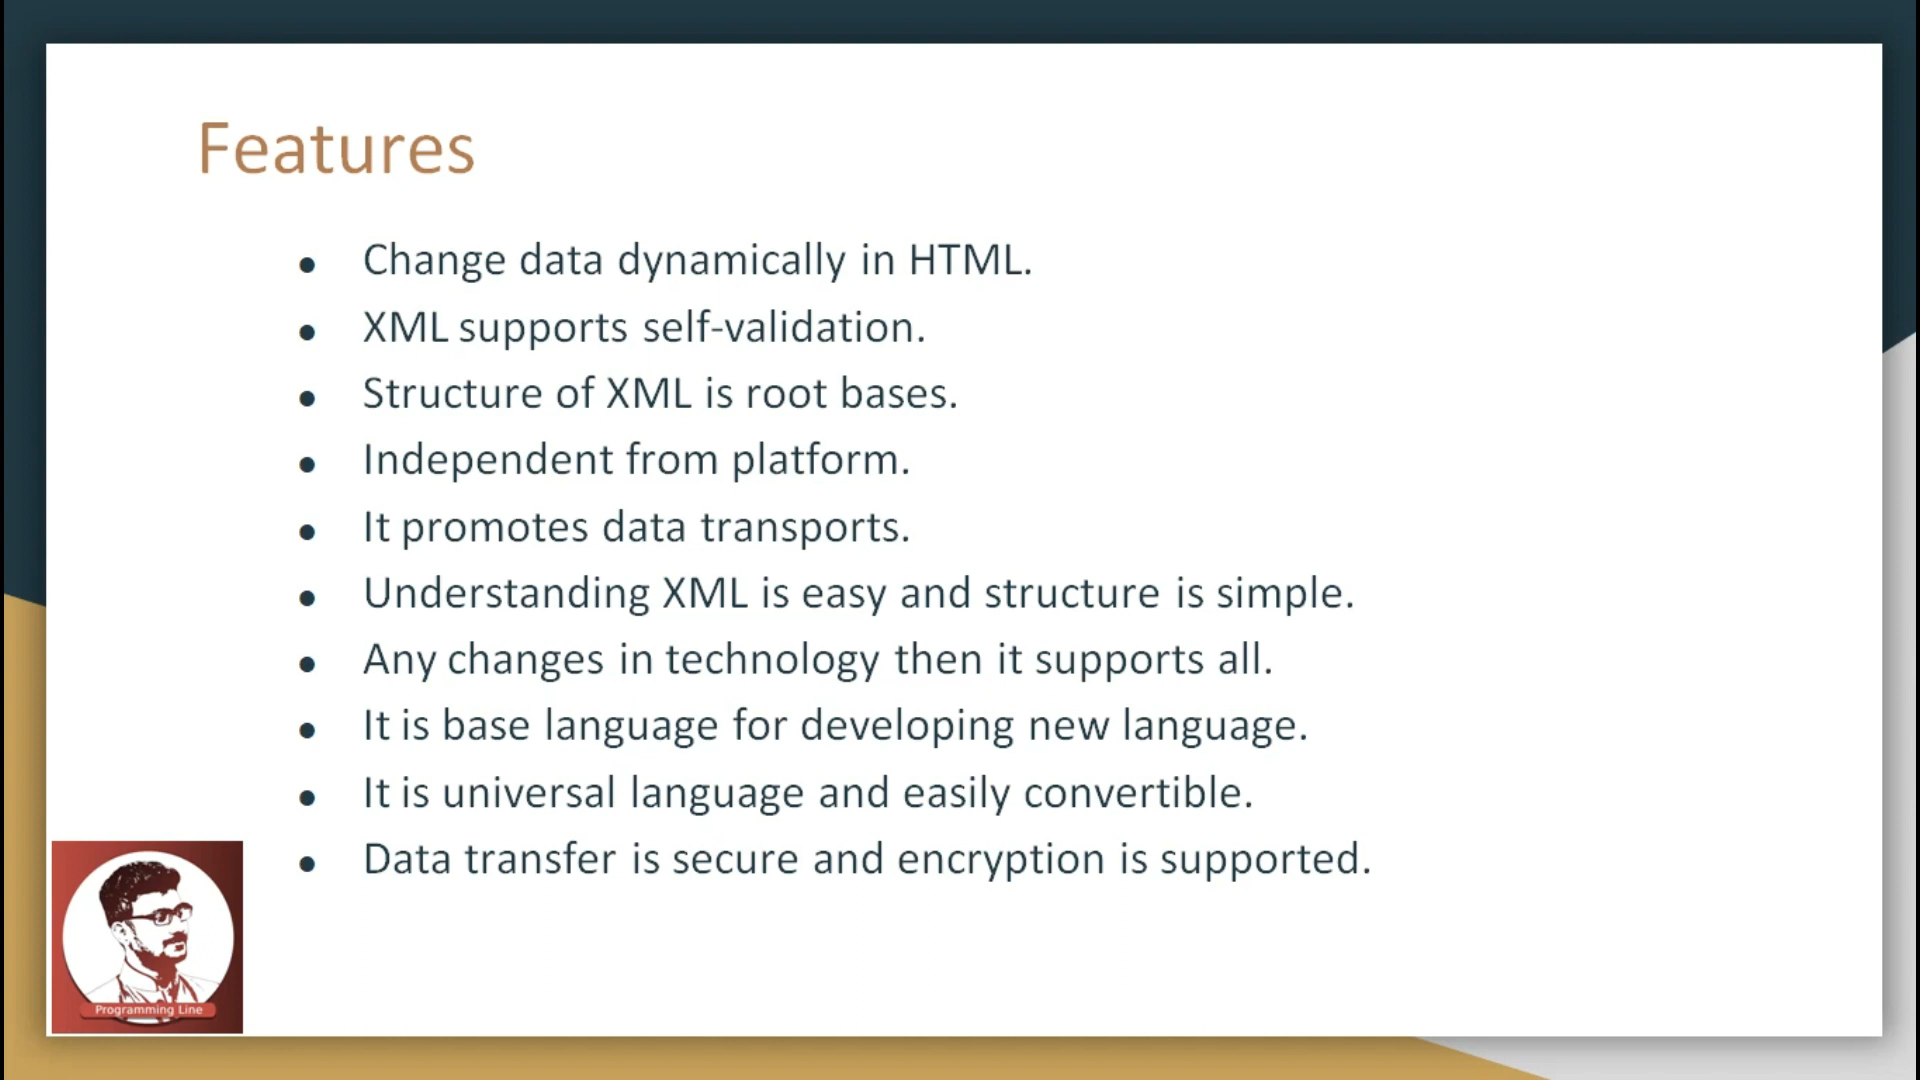 Features
• Change data dynamically in HTML.
• XML supports self-validation.
• Structure of XML is root bases.
• Independent from platform.
• It promotes data transports.
• Understanding XML is easy and structure is simple.
• Any changes in technology then it supports all.
• It is base language for developing new language.
• It is universal language and easily convertible.
• Data transfer is secure and encryption is supported.
Programming Line